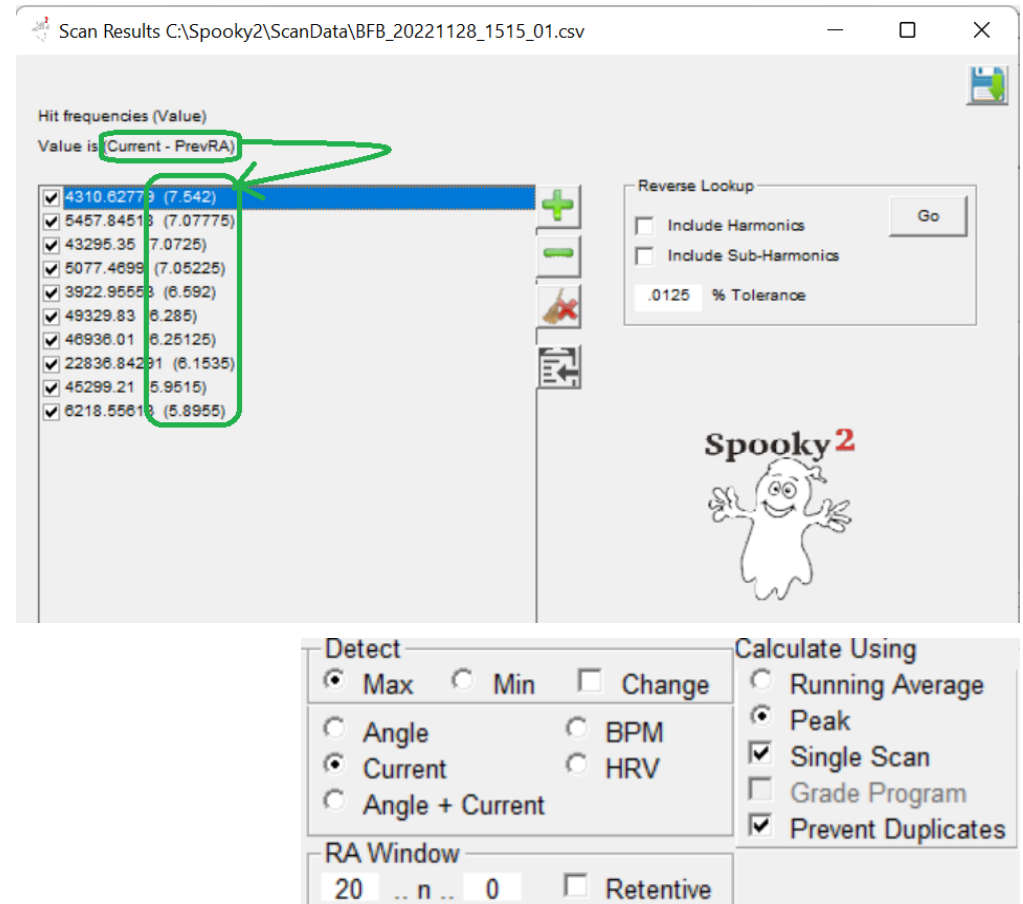 Scan Results C:\Spooky2\ScanData\BFB_20221128_1515_01.csv
Hit frequencies (Value)
Value is (Current - PrevRA)
4310.62779 (7.542)
5457.84513 (7.07775)
43295.35 (7.0725)
5077.4699 (7.05225)
3922.95553 (6.592)
49329.83 (6.285)
46936.01 (6.25125)
22836.84291 (6.1535)
45299.21 (5.9515)
6218.55613 (5.8955)
Reverse Lookup
Include Harmonics
Go
Include Sub-Harmonics
.0125 % Tolerance
Spooky2
Detect
Max Min Change
Angle BPM
Current HRV
Angle + Current
RA Window
20 .. n .. 0 Retentive
Calculate Using
Running Average
Peak
Single Scan
Grade Program
Prevent Duplicates